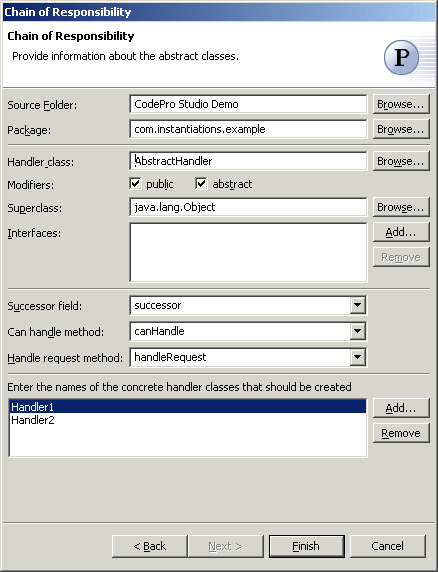 Chain of Responsibility
Chain of Responsibility
Provide information about the abstract classes.
P
Source Folder: CodePro Studio Demo Browse...
Package: com.instantiations.example Browse...
Handler class: AbstractHandler Browse...
Modifiers: public abstract
Superclass: java.lang.Object Browse...
Interfaces: Add...
Remove
Successor field: successor
Can handle method: canHandle
Handle request method: handleRequest
Enter the names of the concrete handler classes that should be created
Handler1 Add...
Handler2
Remove
< Back Next > Finish Cancel